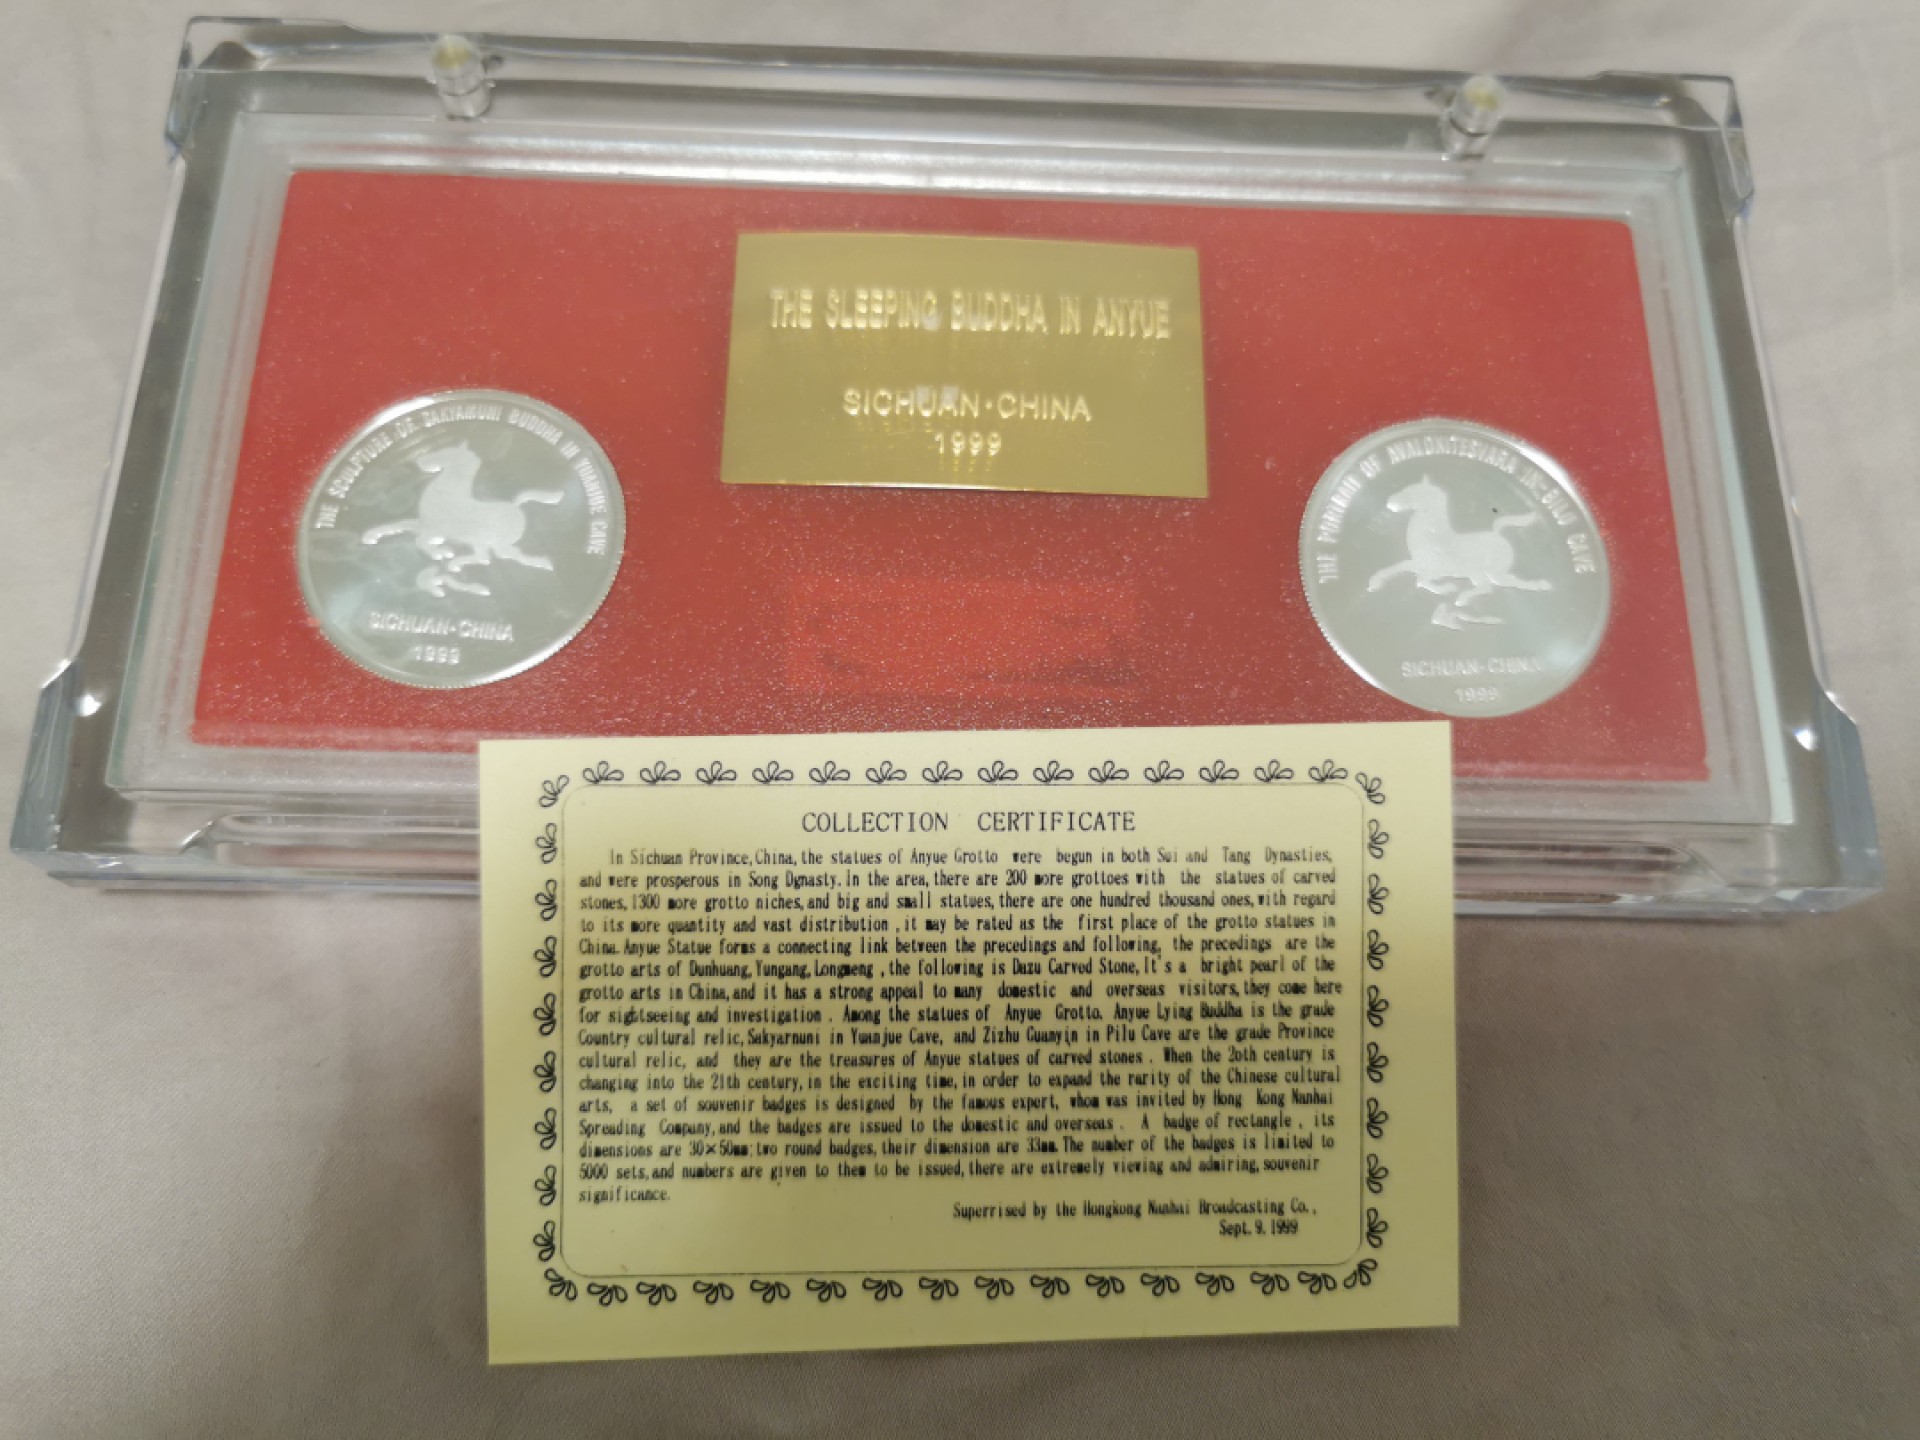 THE SLEEPING BUDDHA IN ANYUE
SICHUAN·CHINA
1999
THE SCULPTURE OF SAKYAMUNI BUDDHA IN YUANJUE CAVE
SICHUAN·CHINA
1999
THE OF AVALOKITESVARA IN BILU CAVE
SICHUAN·CHINA
1999
COLLECTION CERTIFICATE
In Sichuan Province,China,the statues of Anyue Grotto were begun in both Sui and Tang Dynasties,
and were prosperous in Song Dgnasty.In the area,there are 200 more grottoes with the statues of carved
stones,1300 more grotto niches,and big and small statues,there are one hundred thousand ones,with regard
to its more quantity and vast distribution ,it may be rated as the first place of the grotto statues in
China.Anyue Statue forms a connecting link between the precedings and following, the precedings are the
grotto arts of Dunhuang,Yungang,Longmeng ,the following is Dazu Carved Stone,It's a bright pearl of the
grotto arts in China,and it has a strong appeal to many domestic and overseas visitors,they come here
for sightseeing and investigation . Among the statues of Anyue Grotto. Anyue Lying Buddha is the grade
Country cultural relic,Sakyarnuni in Yuanjue Cave, and Zizhu Guanyin in Pilu Cave are the grade Province
cultural relic, and they are the treasures of Anyue statues of carved stones . When the 2oth century is
changing into the 21th century,in the exciting time,in order to expand the rarity of the Chinese cultural
arts, a set of souvenir badges is designed by the famous expert, whom was invited by Hong Kong Nanhai
Spreading Company,and the badges are issued to the domestic and overseas . A badge of rectangle , its
dimensions are 30×50mm;two round badges,their dimension are 33mm.The number of the badges is limited to
5000 sets,and numbers are given to them to be issued,there are extremely viewing and admiring,souvenir
significance.
Superrised by the Hongkong Nanhai Broadcasting Co.,
Sept.9.1999